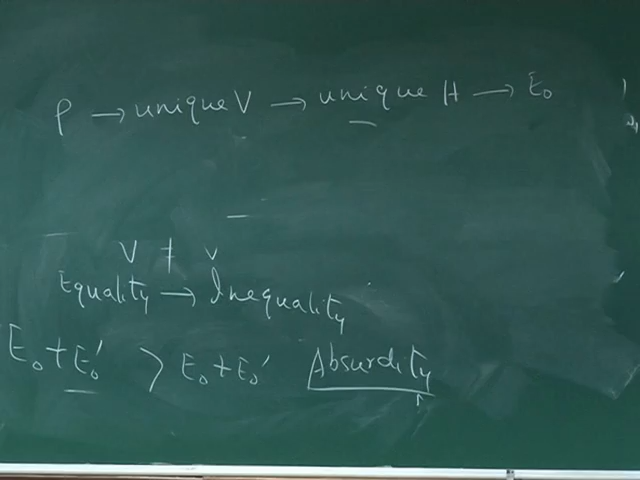 ρ → unique V → unique H → E₀
V ≠ V
Equality → Inequality
E₀ + E₀' > E₀ + E₀' Absurdity